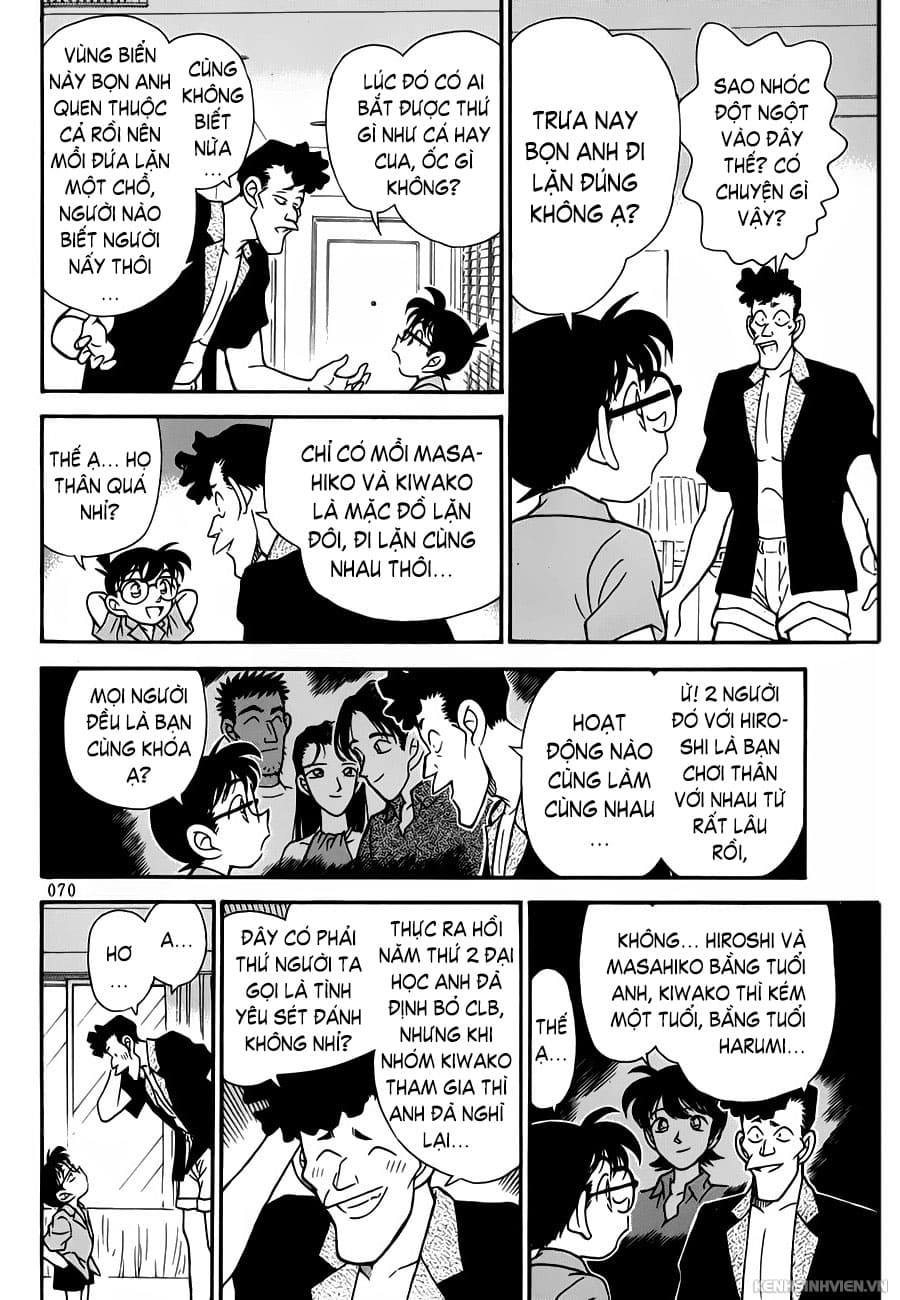 SAO NHÓC
ĐỘT NGỘT
VÀO ĐÂY
THẾ? CÓ
CHUYỆN GÌ
VẬY?
TRƯA NAY
BỌN ANH ĐI
LẶN ĐÚNG
KHÔNG Ạ?
LÚC ĐÓ CÓ AI
BẮT ĐƯỢC THỨ
GÌ NHƯ CÁ HAY
CUA, ỐC GÌ
KHÔNG?
CŨNG
KHÔNG
BIẾT
NỮA
...
VÙNG BIỂN
NÀY BỌN ANH
QUEN THUỘC
CẢ RỒI NÊN
MỖI ĐỨA LẶN
MỘT CHỖ,
NGƯỜI NÀO
BIẾT NGƯỜI
NẤY THÔI
...
CHỈ CÓ MỖI MASA-
HIKO VÀ KIWAKO
LÀ MẶC ĐỒ LẶN
ĐÔI, ĐI LẶN CÙNG
NHAU THÔI...
THẾ Ạ... HỌ
THÂN QUÁ
NHỈ?
Ừ! 2 NGƯỜI
ĐÓ VỚI HIRO-
SHI LÀ BẠN
CHƠI THÂN
VỚI NHAU TỪ
RẤT LÂU
RỒI,
HOẠT
ĐỘNG NÀO
CŨNG LÀM
CÙNG NHAU
...
MỌI NGƯỜI
ĐỀU LÀ BẠN
CÙNG KHÓA
Ạ?
070
KHÔNG... HIROSHI VÀ
MASAHIKO BẰNG TUỔI
ANH, KIWAKO THÌ KÉM
MỘT TUỔI, BẰNG TUỔI
HARUMI...
THẾ
Ạ...
THỰC RA HỒI
NĂM THỨ 2 ĐẠI
HỌC ANH ĐÃ
ĐỊNH BỎ CLB,
NHƯNG KHI
NHÓM KIWAKO
THAM GIA THÌ
ANH ĐÃ NGHĨ
LẠI...
ĐÂY CÓ PHẢI
THỨ NGƯỜI TA
GỌI LÀ TÌNH
YÊU SÉT ĐÁNH
KHÔNG NHỈ?
A...
HƠ
...
KENHSINHVIEN.VN